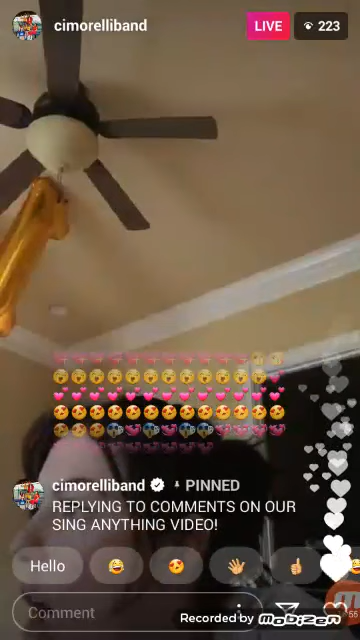 cimorelliband
LIVE 223
cimorelliband PINNED
REPLYING TO COMMENTS ON OUR
SING ANYTHING VIDEO!
Hello
Comment
Recorded by MOBIZEN